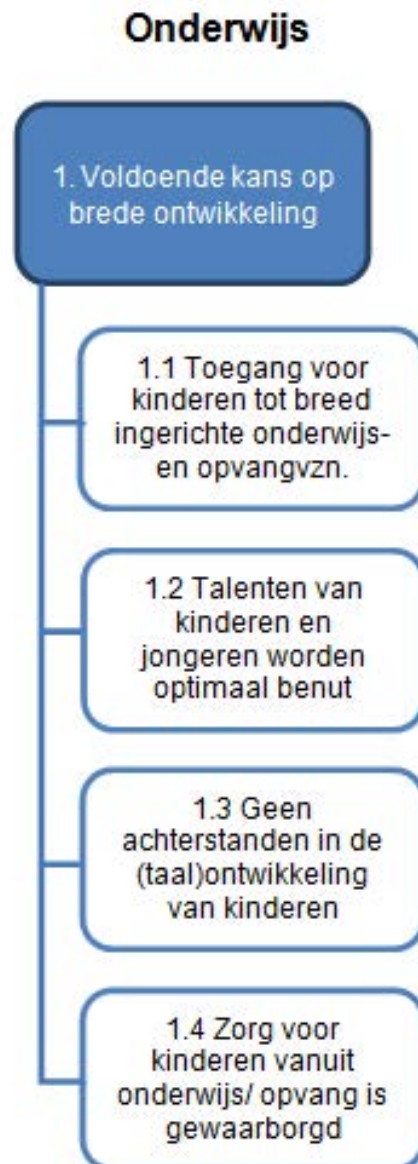 Onderwijs
1. Voldoende kans op
brede ontwikkeling
1.1 Toegang voor
kinderen tot breed
ingerichte onderwijs-
en opvangvzn.
1.2 Talenten van
kinderen en
jongeren worden
optimaal benut
1.3 Geen
achterstanden in de
(taal)ontwikkeling
van kinderen
1.4 Zorg voor
kinderen vanuit
onderwijs/ opvang is
gewaarborgd